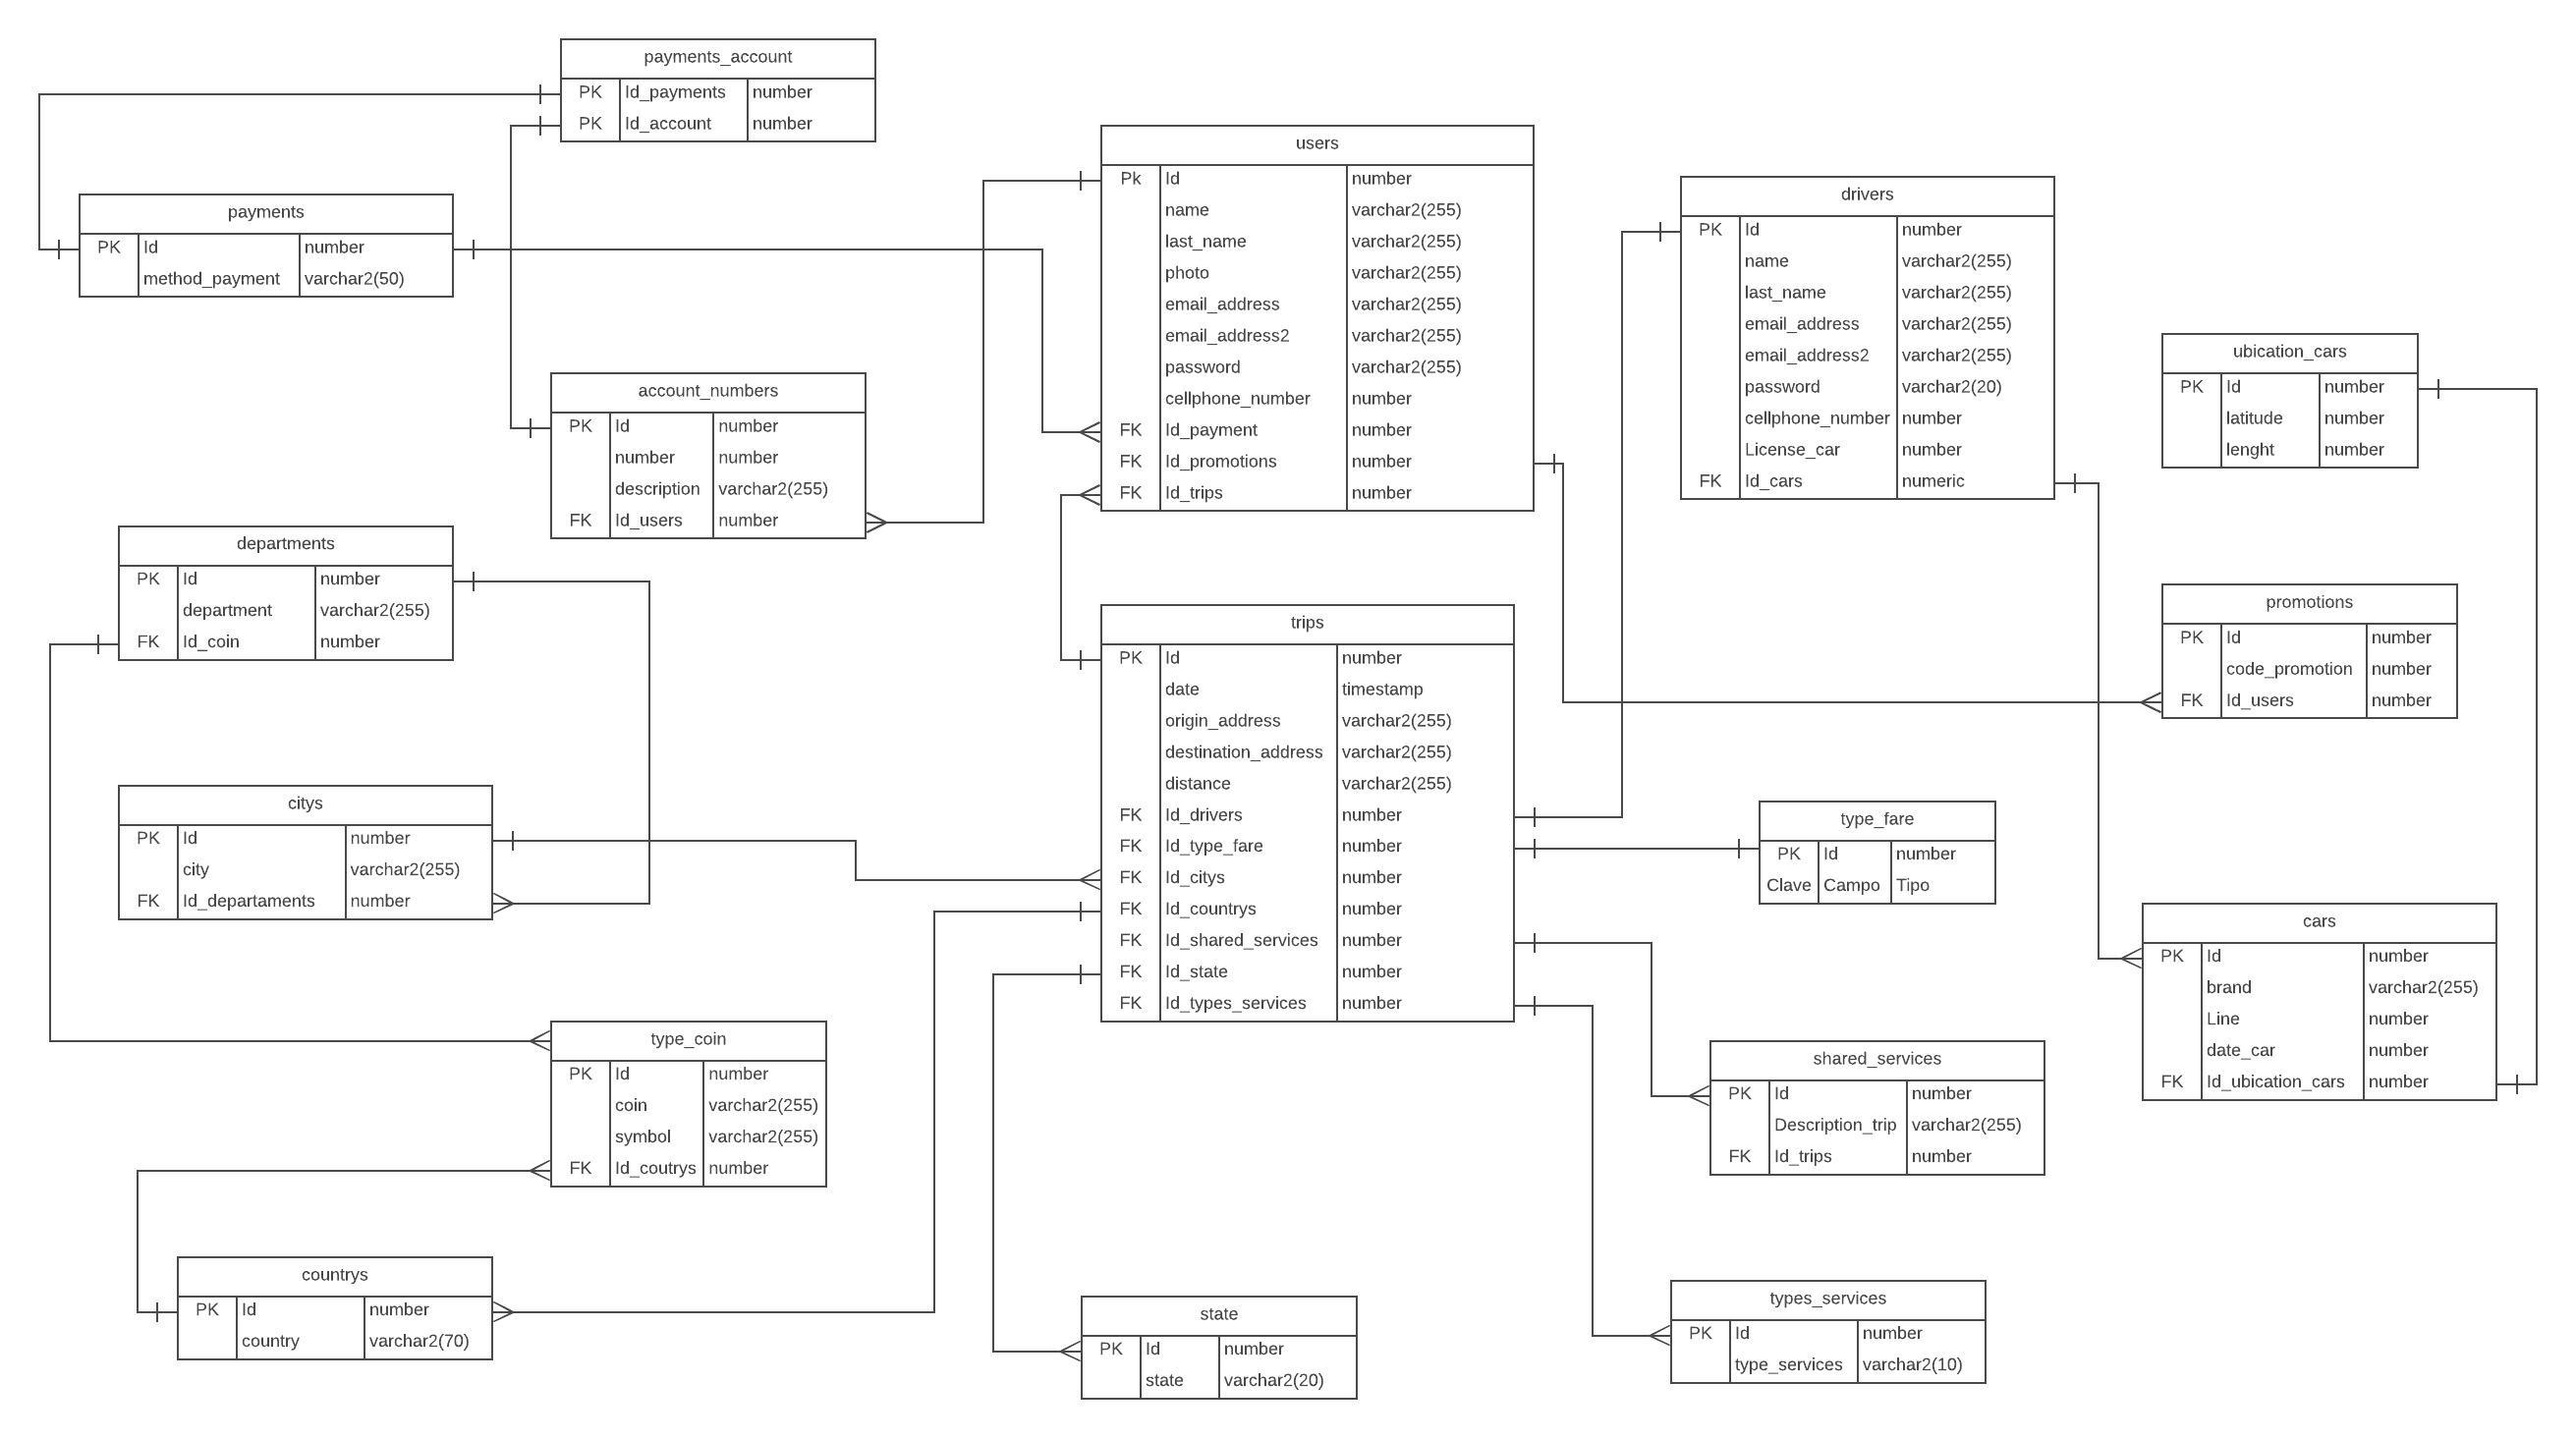 payments_account
PK Id_payments number
PK Id_account number
payments
PK Id number
method_payment varchar2(50)
account_numbers
PK Id number
number number
description varchar2(255)
FK Id_users number
users
Pk Id number
name varchar2(255)
last_name varchar2(255)
photo varchar2(255)
email_address varchar2(255)
email_address2 varchar2(255)
password varchar2(255)
cellphone_number number
FK Id_payment number
FK Id_promotions number
FK Id_trips number
drivers
PK Id number
name varchar2(255)
last_name varchar2(255)
email_address varchar2(255)
email_address2 varchar2(255)
password varchar2(20)
cellphone_number number
License_car number
FK Id_cars numeric
ubication_cars
PK Id number
latitude number
lenght number
departments
PK Id number
department varchar2(255)
FK Id_coin number
trips
PK Id number
date timestamp
origin_address varchar2(255)
destination_address varchar2(255)
distance varchar2(255)
FK Id_drivers number
FK Id_type_fare number
FK Id_citys number
FK Id_countrys number
FK Id_shared_services number
FK Id_state number
FK Id_types_services number
promotions
PK Id number
code_promotion number
FK Id_users number
citys
PK Id number
city varchar2(255)
FK Id_departaments number
type_fare
PK Id number
Clave Campo Tipo
cars
PK Id number
brand varchar2(255)
Line number
date_car number
FK Id_ubication_cars number
type_coin
PK Id number
coin varchar2(255)
symbol varchar2(255)
FK Id_coutrys number
shared_services
PK Id number
Description_trip varchar2(255)
FK Id_trips number
countrys
PK Id number
country varchar2(70)
state
PK Id number
state varchar2(20)
types_services
PK Id number
type_services varchar2(10)